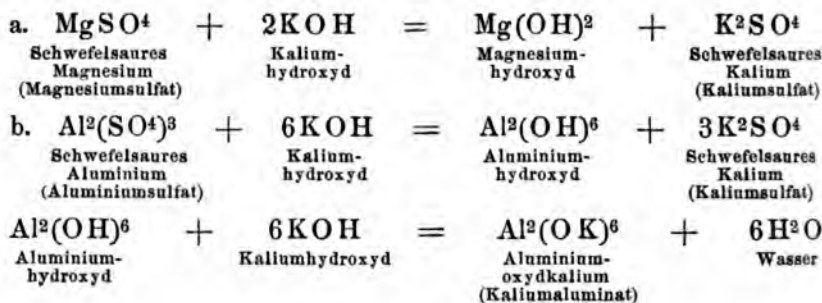 a. MgSO⁴ + 2KOH = Mg(OH)² + K²SO⁴
Schwefelsaures Kalium- Magnesium- Schwefelsaures
Magnesium hydroxyd hydroxyd Kalium
(Magnesiumsulfat) (Kaliumsulfat)
b. Al²(SO⁴)³ + 6KOH = Al²(OH)⁶ + 3K²SO⁴
Schwefelsaures Kalium- Aluminium- Schwefelsaures
Aluminium hydroxyd hydroxyd Kalium
(Aluminiumsulfat) (Kaliumsulfat)
Al²(OH)⁶ + 6KOH = Al²(OK)⁶ + 6H²O
Aluminium- Kaliumhydroxyd Aluminium- Wasser
hydroxyd oxydkalium
(Kaliumaluminat)